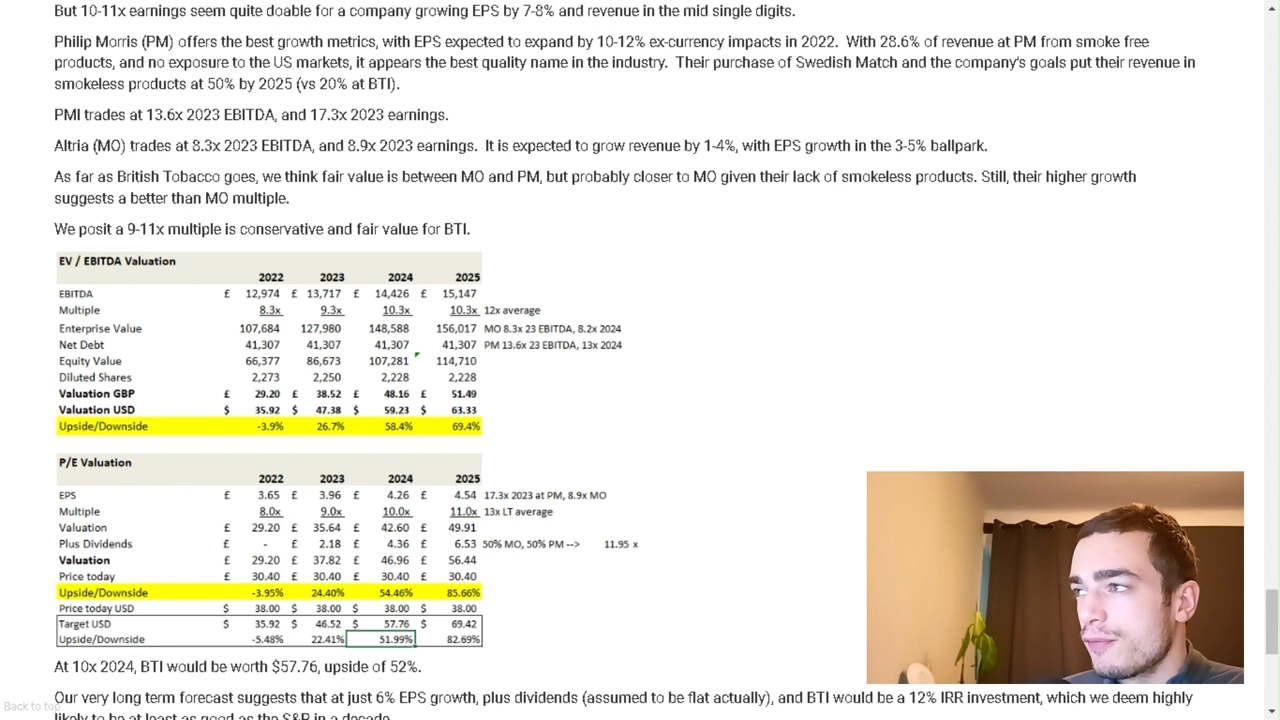 But 10-11x earnings seem quite doable for a company growing EPS by 7-8% and revenue in the mid single digits.
Philip Morris (PM) offers the best growth metrics, with EPS expected to expand by 10-12% ex-currency impacts in 2022. With 28.6% of revenue at PM from smoke free
products, and no exposure to the US markets, it appears the best quality name in the industry. Their purchase of Swedish Match and the company's goals put their revenue in
smokeless products at 50% by 2025 (vs 20% at BTI).
PMI trades at 13.6x 2023 EBITDA, and 17.3x 2023 earnings.
Altria (MO) trades at 8.3x 2023 EBITDA, and 8.9x 2023 earnings. It is expected to grow revenue by 1-4%, with EPS growth in the 3-5% ballpark.
As far as British Tobacco goes, we think fair value is between MO and PM, but probably closer to MO given their lack of smokeless products. Still, their higher growth
suggests a better than MO multiple.
We posit a 9-11x multiple is conservative and fair value for BTI.
EV / EBITDA Valuation
2022 2023 2024 2025
EBITDA £ 12,974 £ 13,717 £ 14,426 £ 15,147
Multiple 8.3x 9.3x 10.3x 10.3x 12x average
Enterprise Value 107,684 127,980 148,588 156,017 MO 8.3x 23 EBITDA, 8.2x 2024
Net Debt 41,307 41,307 41,307 41,307 PM 13.6x 23 EBITDA, 13x 2024
Equity Value 66,377 86,673 107,281 114,710
Diluted Shares 2,273 2,250 2,228 2,228
Valuation GBP £ 29.20 £ 38.52 £ 48.16 £ 51.49
Valuation USD $ 35.92 $ 47.38 $ 59.23 $ 63.33
Upside/Downside -3.9% 26.7% 58.4% 69.4%
P/E Valuation
2022 2023 2024 2025
EPS £ 3.65 £ 3.96 £ 4.26 £ 4.54 17.3x 2023 at PM, 8.9x MO
Multiple 8.0x 9.0x 10.0x 11.0x 13x LT average
Valuation £ 29.20 £ 35.64 £ 42.60 £ 49.91
Plus Dividends £ - £ 2.18 £ 4.36 £ 6.53 50% MO, 50% PM --> 11.95 x
Valuation £ 29.20 £ 37.82 £ 46.96 £ 56.44
Price today £ 30.40 £ 30.40 £ 30.40 £ 30.40
Upside/Downside -3.95% 24.40% 54.46% 85.66%
Price today USD $ 38.00 $ 38.00 $ 38.00 $ 38.00
Target USD $ 35.92 $ 46.52 $ 57.76 $ 69.42
Upside/Downside -5.48% 22.41% 51.99% 82.69%
At 10x 2024, BTI would be worth $57.76, upside of 52%.
Our very long term forecast suggests that at just 6% EPS growth, plus dividends (assumed to be flat actually), and BTI would be a 12% IRR investment, which we deem highly
likely to be at least as good as the S&P in a decade.
Back to top